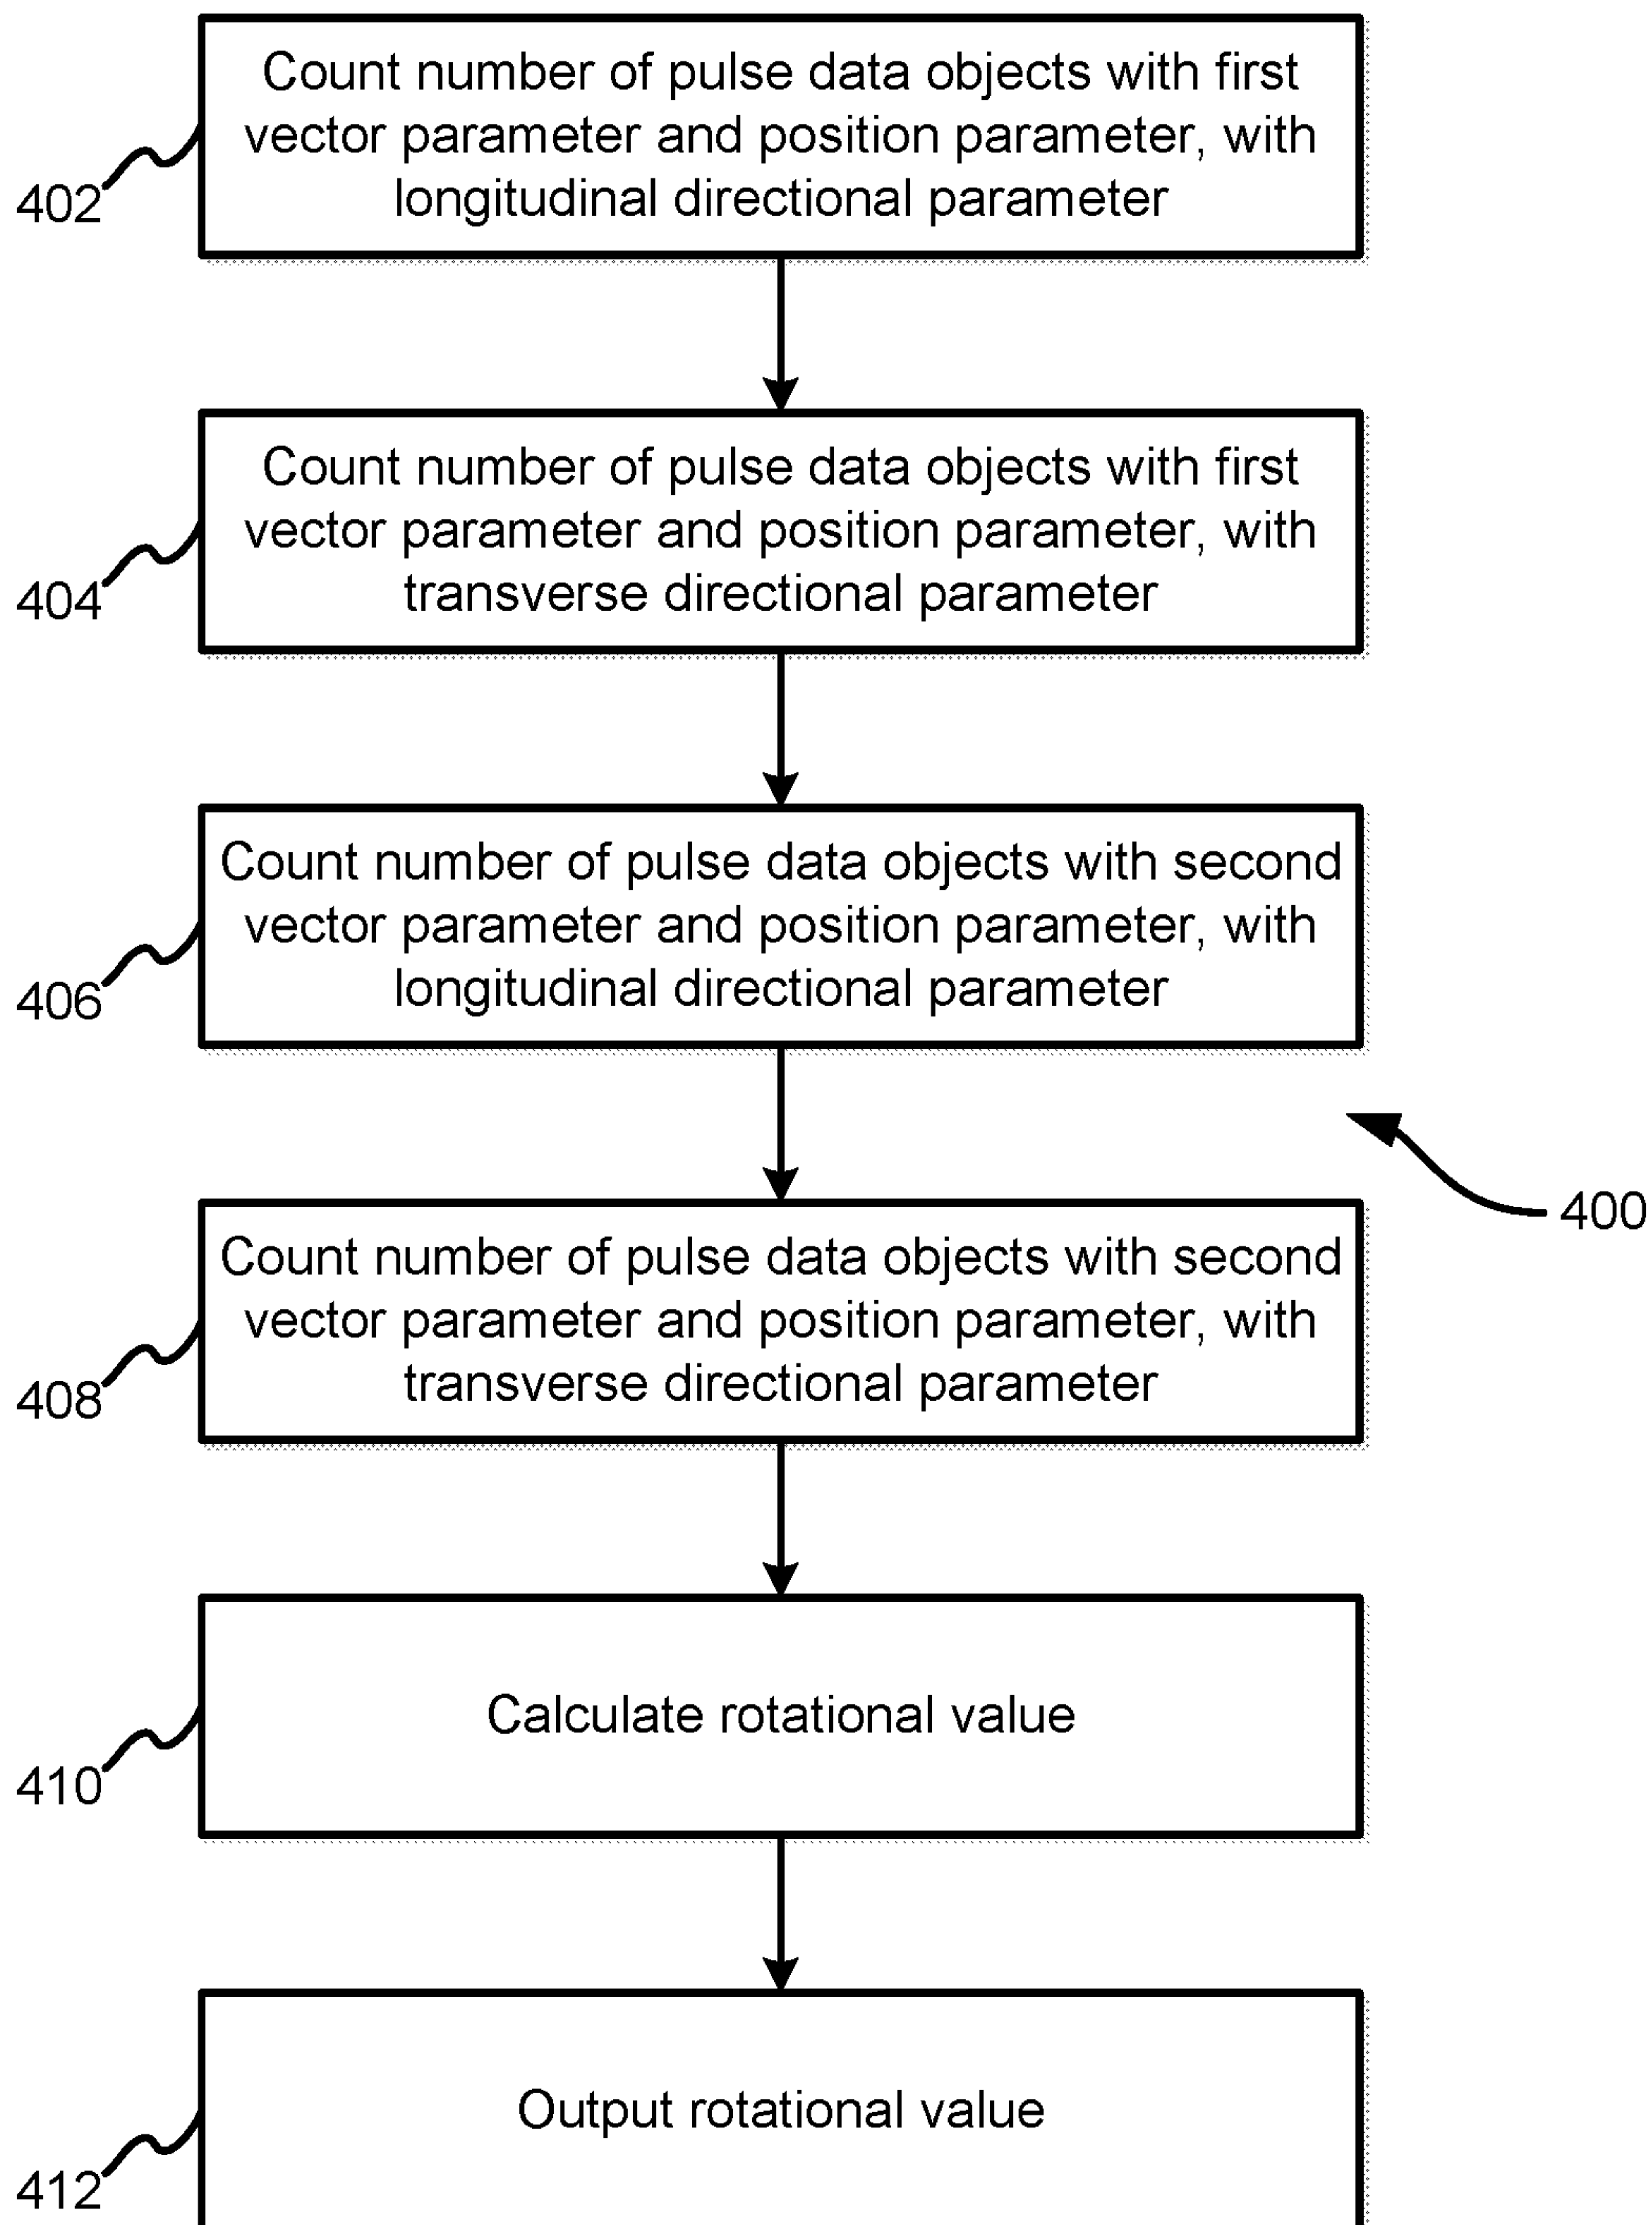 Count number of pulse data objects with first
vector parameter and position parameter, with
longitudinal directional parameter
402
Count number of pulse data objects with first
vector parameter and position parameter, with
transverse directional parameter
404
Count number of pulse data objects with second
vector parameter and position parameter, with
longitudinal directional parameter
406
400
Count number of pulse data objects with second
vector parameter and position parameter, with
transverse directional parameter
408
Calculate rotational value
410
Output rotational value
412